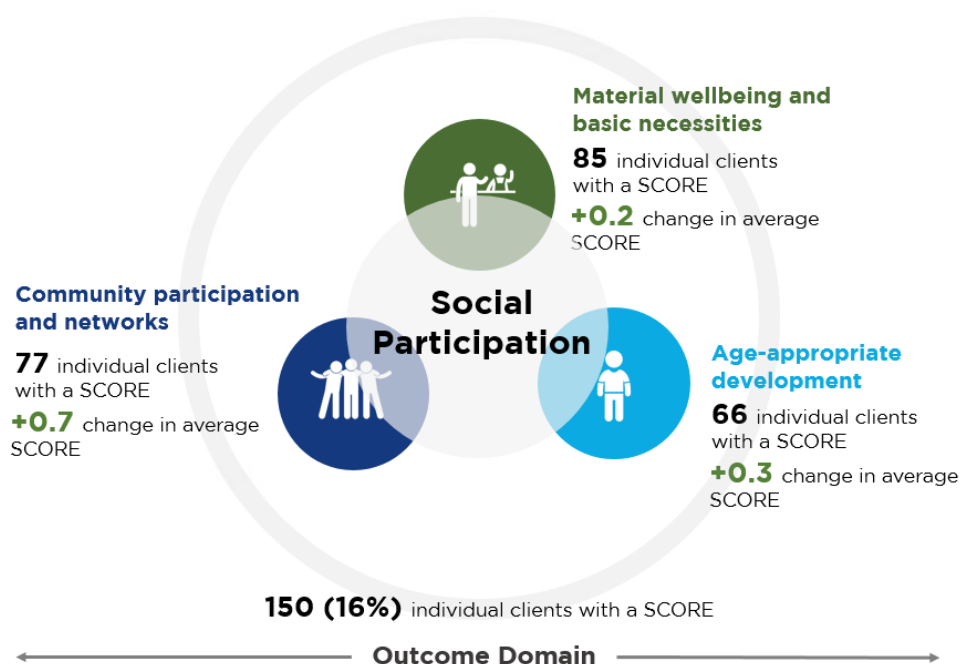 Material wellbeing and
basic necessities
85 individual clients
with a SCORE
+0.2 change in average
SCORE
Social
Participation
Community participation
and networks
77 individual clients
with a SCORE
+0.7 change in average
SCORE
Age-appropriate
development
66 individual clients
with a SCORE
+0.3 change in average
SCORE
150 (16%) individual clients with a SCORE
Outcome Domain